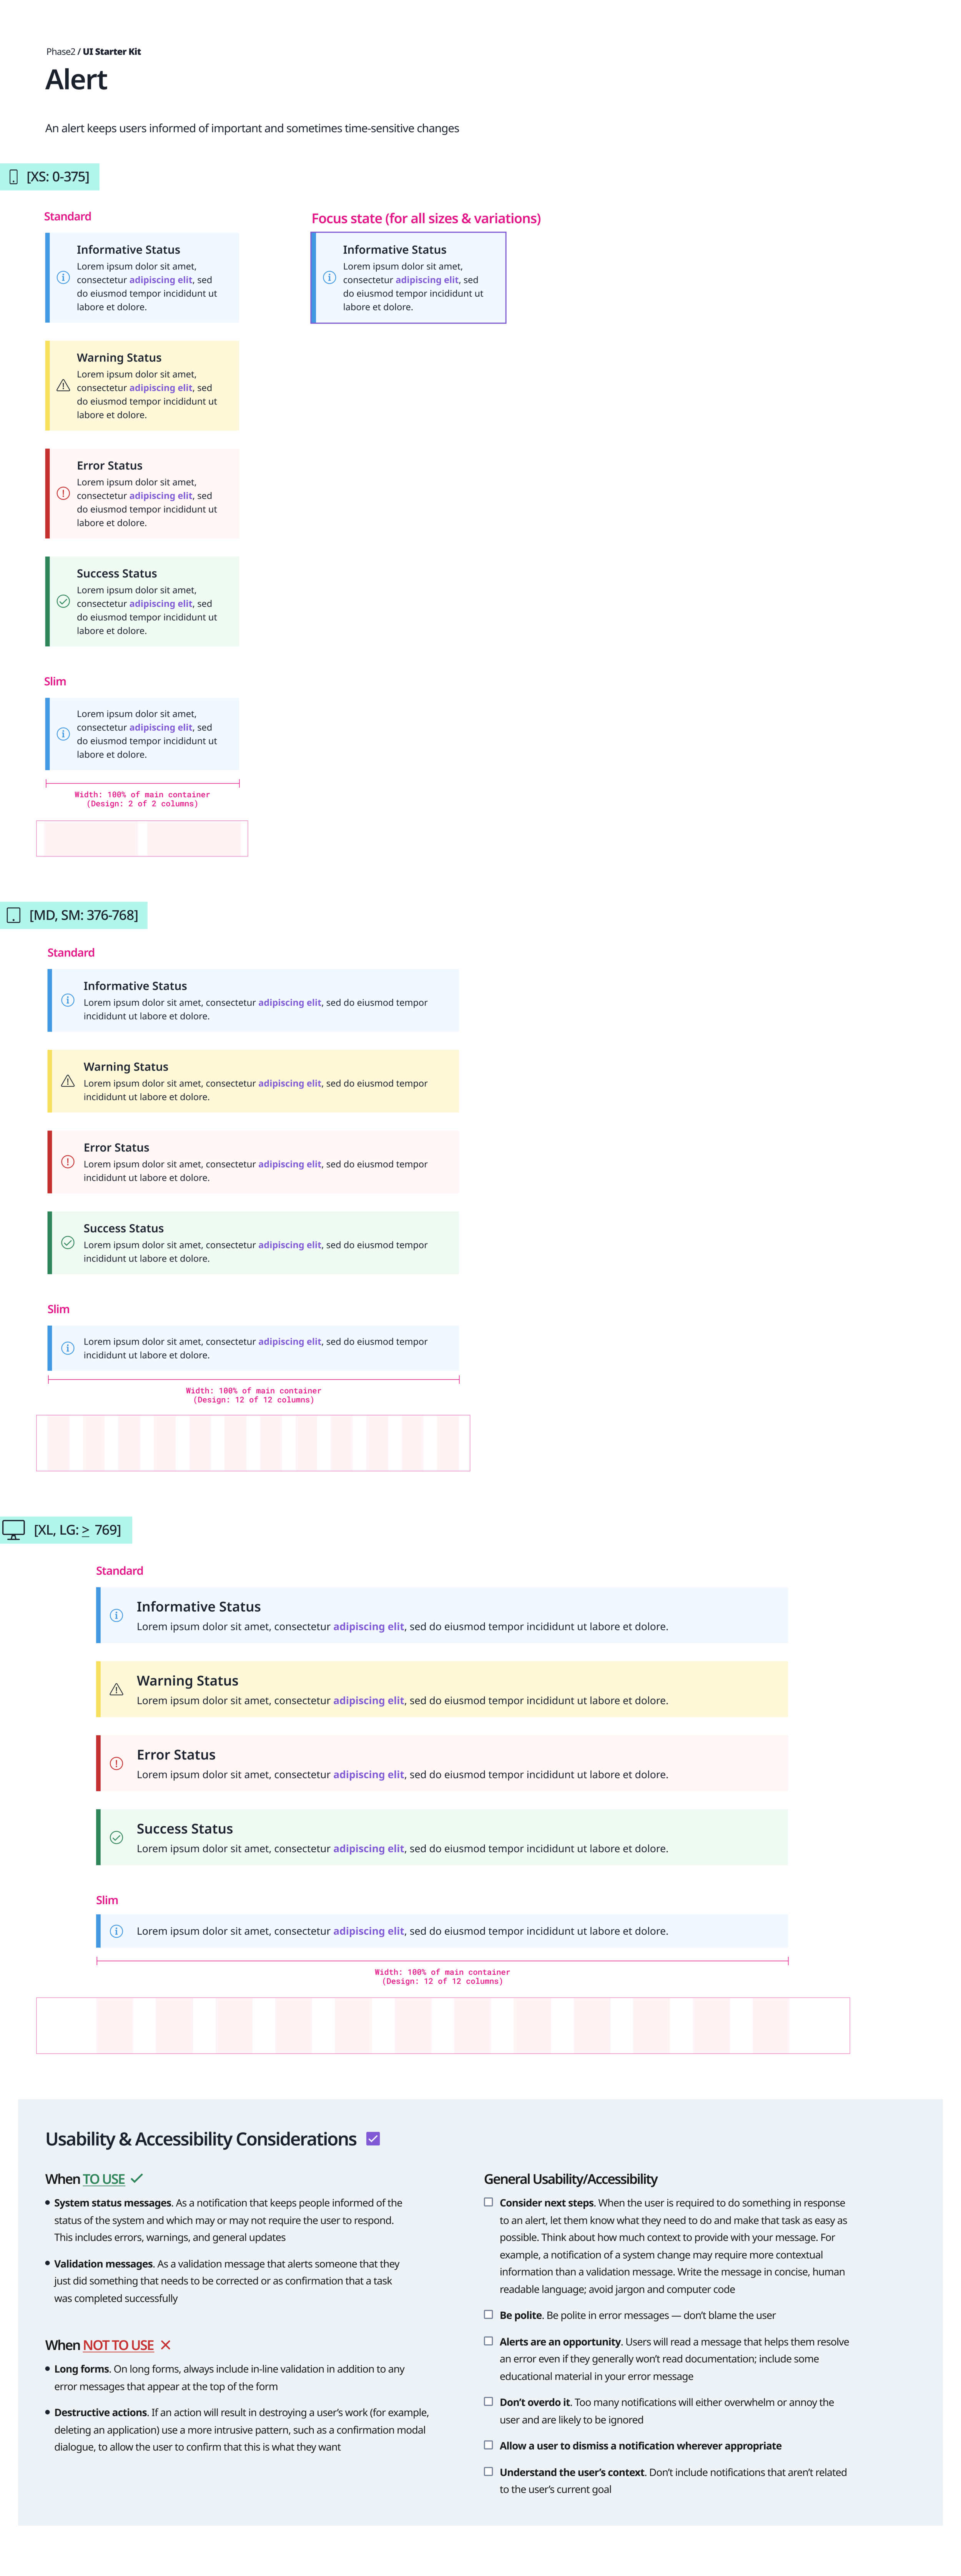 Phase2 / UI Starter Kit
Alert
An alert keeps users informed of important and sometimes time-sensitive changes
[XS: 0-375]
Standard
Informative Status
Lorem ipsum dolor sit amet,
consectetur adipiscing elit, sed
do eiusmod tempor incididunt ut
labore et dolore.
Warning Status
Lorem ipsum dolor sit amet,
consectetur adipiscing elit, sed
do eiusmod tempor incididunt ut
labore et dolore.
Error Status
Lorem ipsum dolor sit amet,
consectetur adipiscing elit, sed
do eiusmod tempor incididunt ut
labore et dolore.
Success Status
Lorem ipsum dolor sit amet,
consectetur adipiscing elit, sed
do eiusmod tempor incididunt ut
labore et dolore.
Slim
Lorem ipsum dolor sit amet,
consectetur adipiscing elit, sed
do eiusmod tempor incididunt ut
labore et dolore.
Width: 100% of main container
(Design: 2 of 2 columns)
Focus state (for all sizes & variations)
Informative Status
Lorem ipsum dolor sit amet,
consectetur adipiscing elit, sed
do eiusmod tempor incididunt ut
labore et dolore.
[MD, SM: 376-768]
Standard
Informative Status
Lorem ipsum dolor sit amet, consectetur adipiscing elit, sed do eiusmod tempor
incididunt ut labore et dolore.
Warning Status
Lorem ipsum dolor sit amet, consectetur adipiscing elit, sed do eiusmod tempor
incididunt ut labore et dolore.
Error Status
Lorem ipsum dolor sit amet, consectetur adipiscing elit, sed do eiusmod tempor
incididunt ut labore et dolore.
Success Status
Lorem ipsum dolor sit amet, consectetur adipiscing elit, sed do eiusmod tempor
incididunt ut labore et dolore.
Slim
Lorem ipsum dolor sit amet, consectetur adipiscing elit, sed do eiusmod tempor
incididunt ut labore et dolore.
Width: 100% of main container
(Design: 12 of 12 columns)
[XL, LG: > 769]
Standard
Informative Status
Lorem ipsum dolor sit amet, consectetur adipiscing elit, sed do eiusmod tempor incididunt ut labore et dolore.
Warning Status
Lorem ipsum dolor sit amet, consectetur adipiscing elit, sed do eiusmod tempor incididunt ut labore et dolore.
Error Status
Lorem ipsum dolor sit amet, consectetur adipiscing elit, sed do eiusmod tempor incididunt ut labore et dolore.
Success Status
Lorem ipsum dolor sit amet, consectetur adipiscing elit, sed do eiusmod tempor incididunt ut labore et dolore.
Slim
Lorem ipsum dolor sit amet, consectetur adipiscing elit, sed do eiusmod tempor incididunt ut labore et dolore.
Width: 100% of main container
(Design: 12 of 12 columns)
Usability & Accessibility Considerations
When TO USE
• System status messages. As a notification that keeps people informed of the
status of the system and which may or may not require the user to respond.
This includes errors, warnings, and general updates
• Validation messages. As a validation message that alerts someone that they
just did something that needs to be corrected or as confirmation that a task
was completed successfully
When NOT TO USE
• Long forms. On long forms, always include in-line validation in addition to any
error messages that appear at the top of the form
• Destructive actions. If an action will result in destroying a user's work (for example,
deleting an application) use a more intrusive pattern, such as a confirmation modal
dialogue, to allow the user to confirm that this is what they want
General Usability/Accessibility
Consider next steps. When the user is required to do something in response
to an alert, let them know what they need to do and make that task as easy as
possible. Think about how much context to provide with your message. For
example, a notification of a system change may require more contextual
information than a validation message. Write the message in concise, human
readable language; avoid jargon and computer code
Be polite. Be polite in error messages — don't blame the user
Alerts are an opportunity. Users will read a message that helps them resolve
an error even if they generally won't read documentation; include some
educational material in your error message
Don't overdo it. Too many notifications will either overwhelm or annoy the
user and are likely to be ignored
Allow a user to dismiss a notification wherever appropriate
Understand the user's context. Don't include notifications that aren't related
to the user's current goal